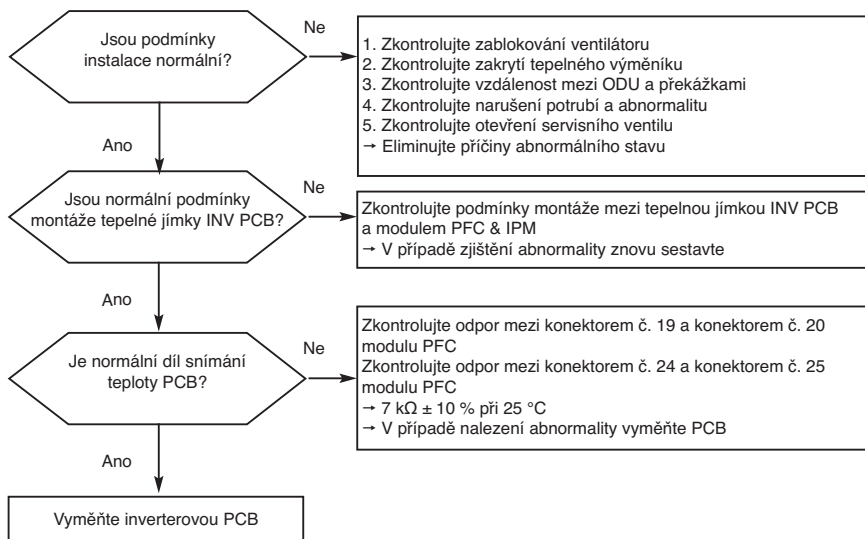 Jsou podmínky
instalace normální?
Ne
1. Zkontrolujte zablokování ventilátoru
2. Zkontrolujte zakrytí tepelného výměníku
3. Zkontrolujte vzdálenost mezi ODU a překážkami
4. Zkontrolujte narušení potrubí a abnormalitu
5. Zkontrolujte otevření servisního ventilu
→ Eliminujte příčiny abnormálního stavu
Ano
Jsou normální podmínky
montáže tepelné jímky INV PCB?
Ne
Zkontrolujte podmínky montáže mezi tepelnou jímkou INV PCB
a modulem PFC & IPM
→ V případě zjištění abnormality znovu sestavte
Ano
Je normální díl snímání
teploty PCB?
Ne
Zkontrolujte odpor mezi konektorem č. 19 a konektorem č. 20
modulu PFC
Zkontrolujte odpor mezi konektorem č. 24 a konektorem č. 25
modulu PFC
→ 7 kΩ ± 10 % při 25 °C
→ V případě nalezení abnormality vyměňte PCB
Ano
Vyměňte inverterovou PCB